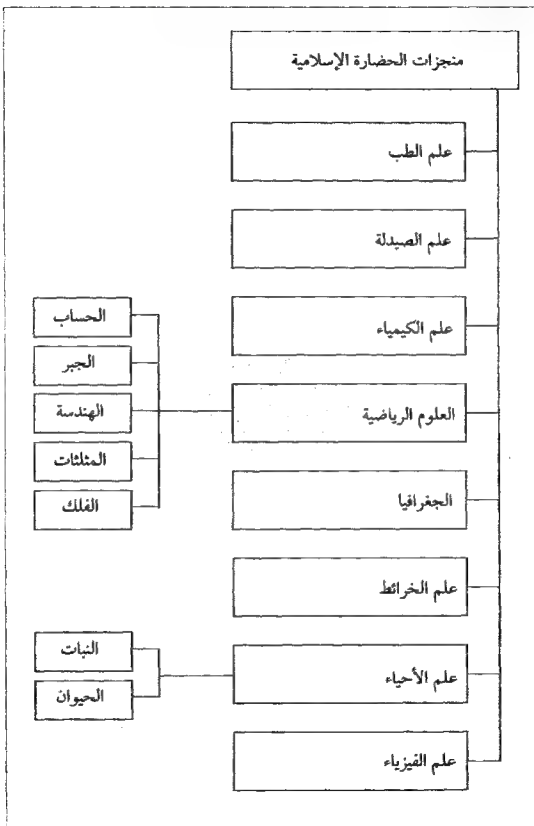 منجزات الحضارة الإسلامية
علم الطب
علم الصيدلة
علم الكيمياء
العلوم الرياضية
الحساب
الجبر
الهندسة
المثلثات
الفلك
الجغرافيا
علم الخرائط
علم الأحياء
النبات
الحيوان
علم الفيزياء